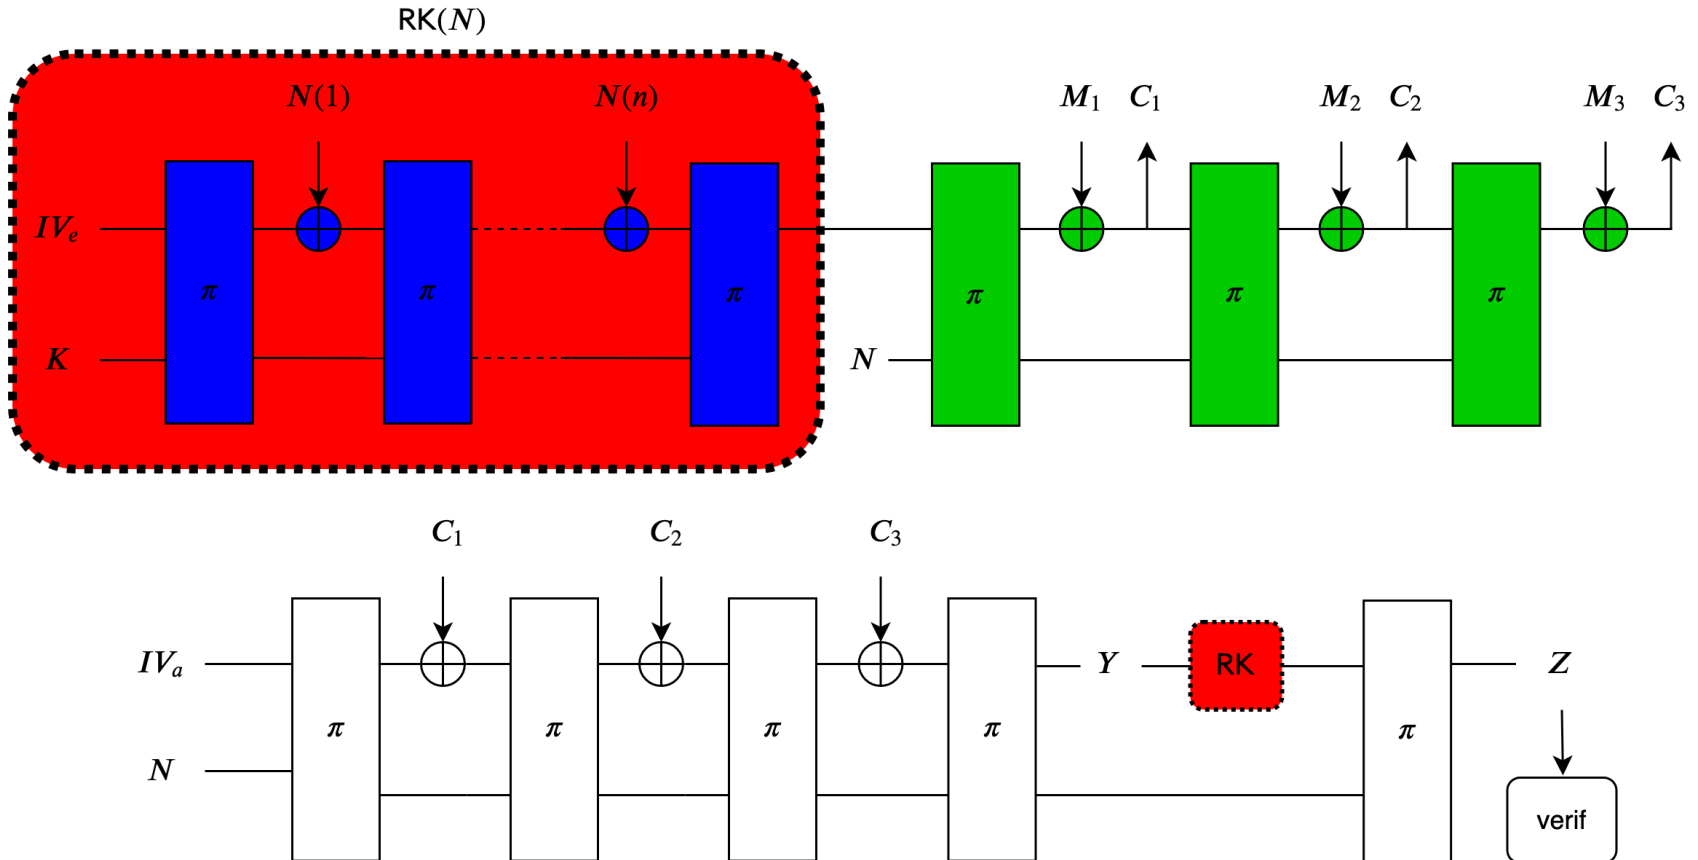 RK(N)
N(1) N(n) M₁ C₁ M₂ C₂ M₃ C₃
IVₑ
π π π π π π
K N
C₁ C₂ C₃
IVₐ Y RK Z
π π π π π
N
verif